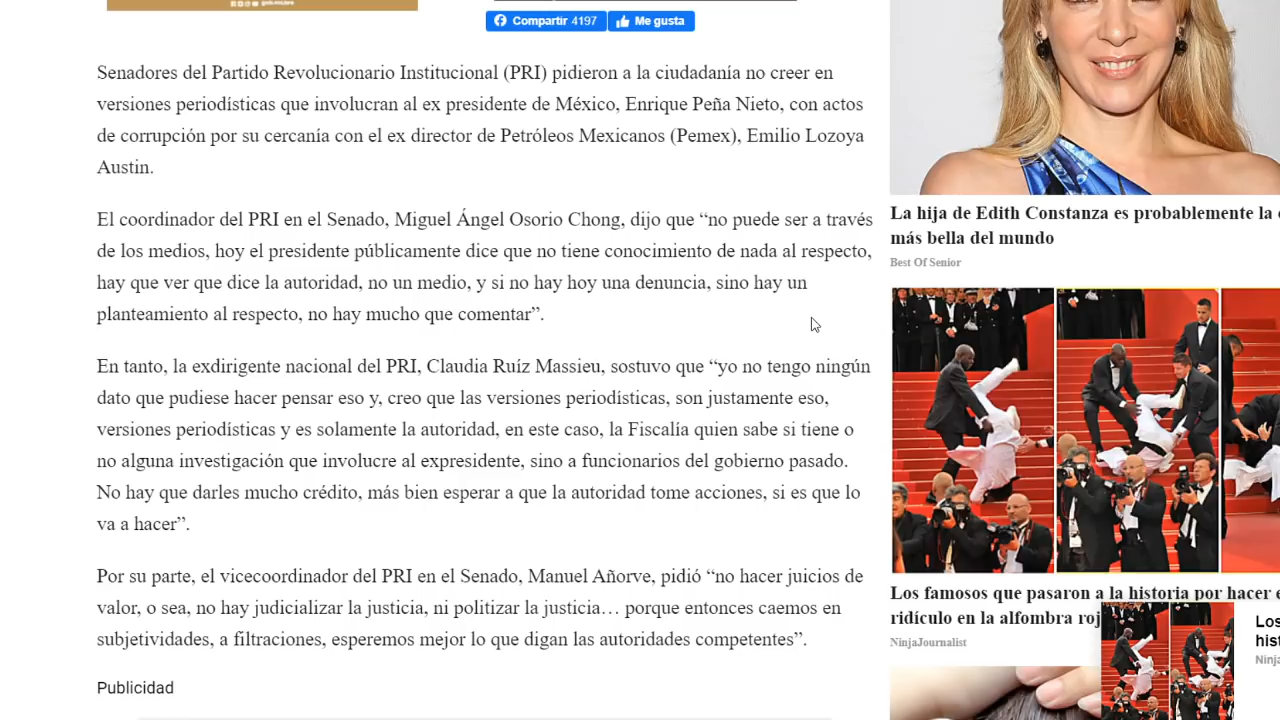 Compartir 4197
Me gusta
Senadores del Partido Revolucionario Institucional (PRI) pidieron a la ciudadanía no creer en
versiones periodísticas que involucran al ex presidente de México, Enrique Peña Nieto, con actos
de corrupción por su cercanía con el ex director de Petróleos Mexicanos (Pemex), Emilio Lozoya
Austin.
El coordinador del PRI en el Senado, Miguel Ángel Osorio Chong, dijo que “no puede ser a través
de los medios, hoy el presidente públicamente dice que no tiene conocimiento de nada al respecto,
hay que ver que dice la autoridad, no un medio, y si no hay hoy una denuncia, sino hay un
planteamiento al respecto, no hay mucho que comentar”.
En tanto, la exdirigente nacional del PRI, Claudia Ruíz Massieu, sostuvo que “yo no tengo ningún
dato que pudiese hacer pensar eso y, creo que las versiones periodísticas, son justamente eso,
versiones periodísticas y es solamente la autoridad, en este caso, la Fiscalía quien sabe si tiene o
no alguna investigación que involucre al expresidente, sino a funcionarios del gobierno pasado.
No hay que darles mucho crédito, más bien esperar a que la autoridad tome acciones, si es que lo
va a hacer”.
Por su parte, el vicecoordinador del PRI en el Senado, Manuel Añorve, pidió “no hacer juicios de
valor, o sea, no hay judicializar la justicia, ni politizar la justicia… porque entonces caemos en
subjetividades, a filtraciones, esperemos mejor lo que digan las autoridades competentes”.
Publicidad
La hija de Edith Constanza es probablemente la
más bella del mundo
Best Of Senior
Los famosos que pasaron a la historia por hacer
ridículo en la alfombra roj
NinjaJournalist
Los
hist
Ninja